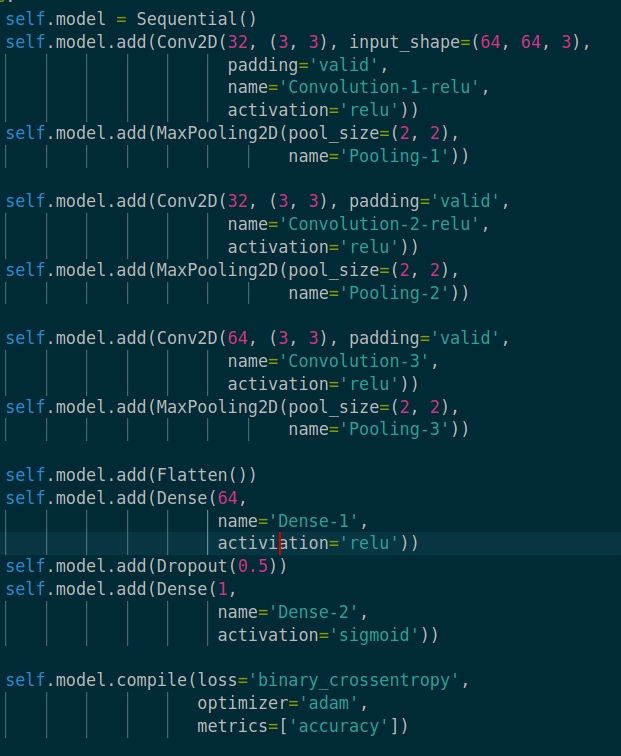 self.model = Sequential()
self.model.add(Conv2D(32, (3, 3), input_shape=(64, 64, 3),
padding='valid',
name='Convolution-1-relu',
activation='relu'))
self.model.add(MaxPooling2D(pool_size=(2, 2),
name='Pooling-1'))
self.model.add(Conv2D(32, (3, 3), padding='valid',
name='Convolution-2-relu',
activation='relu'))
self.model.add(MaxPooling2D(pool_size=(2, 2),
name='Pooling-2'))
self.model.add(Conv2D(64, (3, 3), padding='valid',
name='Convolution-3',
activation='relu'))
self.model.add(MaxPooling2D(pool_size=(2, 2),
name='Pooling-3'))
self.model.add(Flatten())
self.model.add(Dense(64,
name='Dense-1',
activiation='relu'))
self.model.add(Dropout(0.5))
self.model.add(Dense(1,
name='Dense-2',
activation='sigmoid'))
self.model.compile(loss='binary_crossentropy',
optimizer='adam',
metrics=['accuracy'])